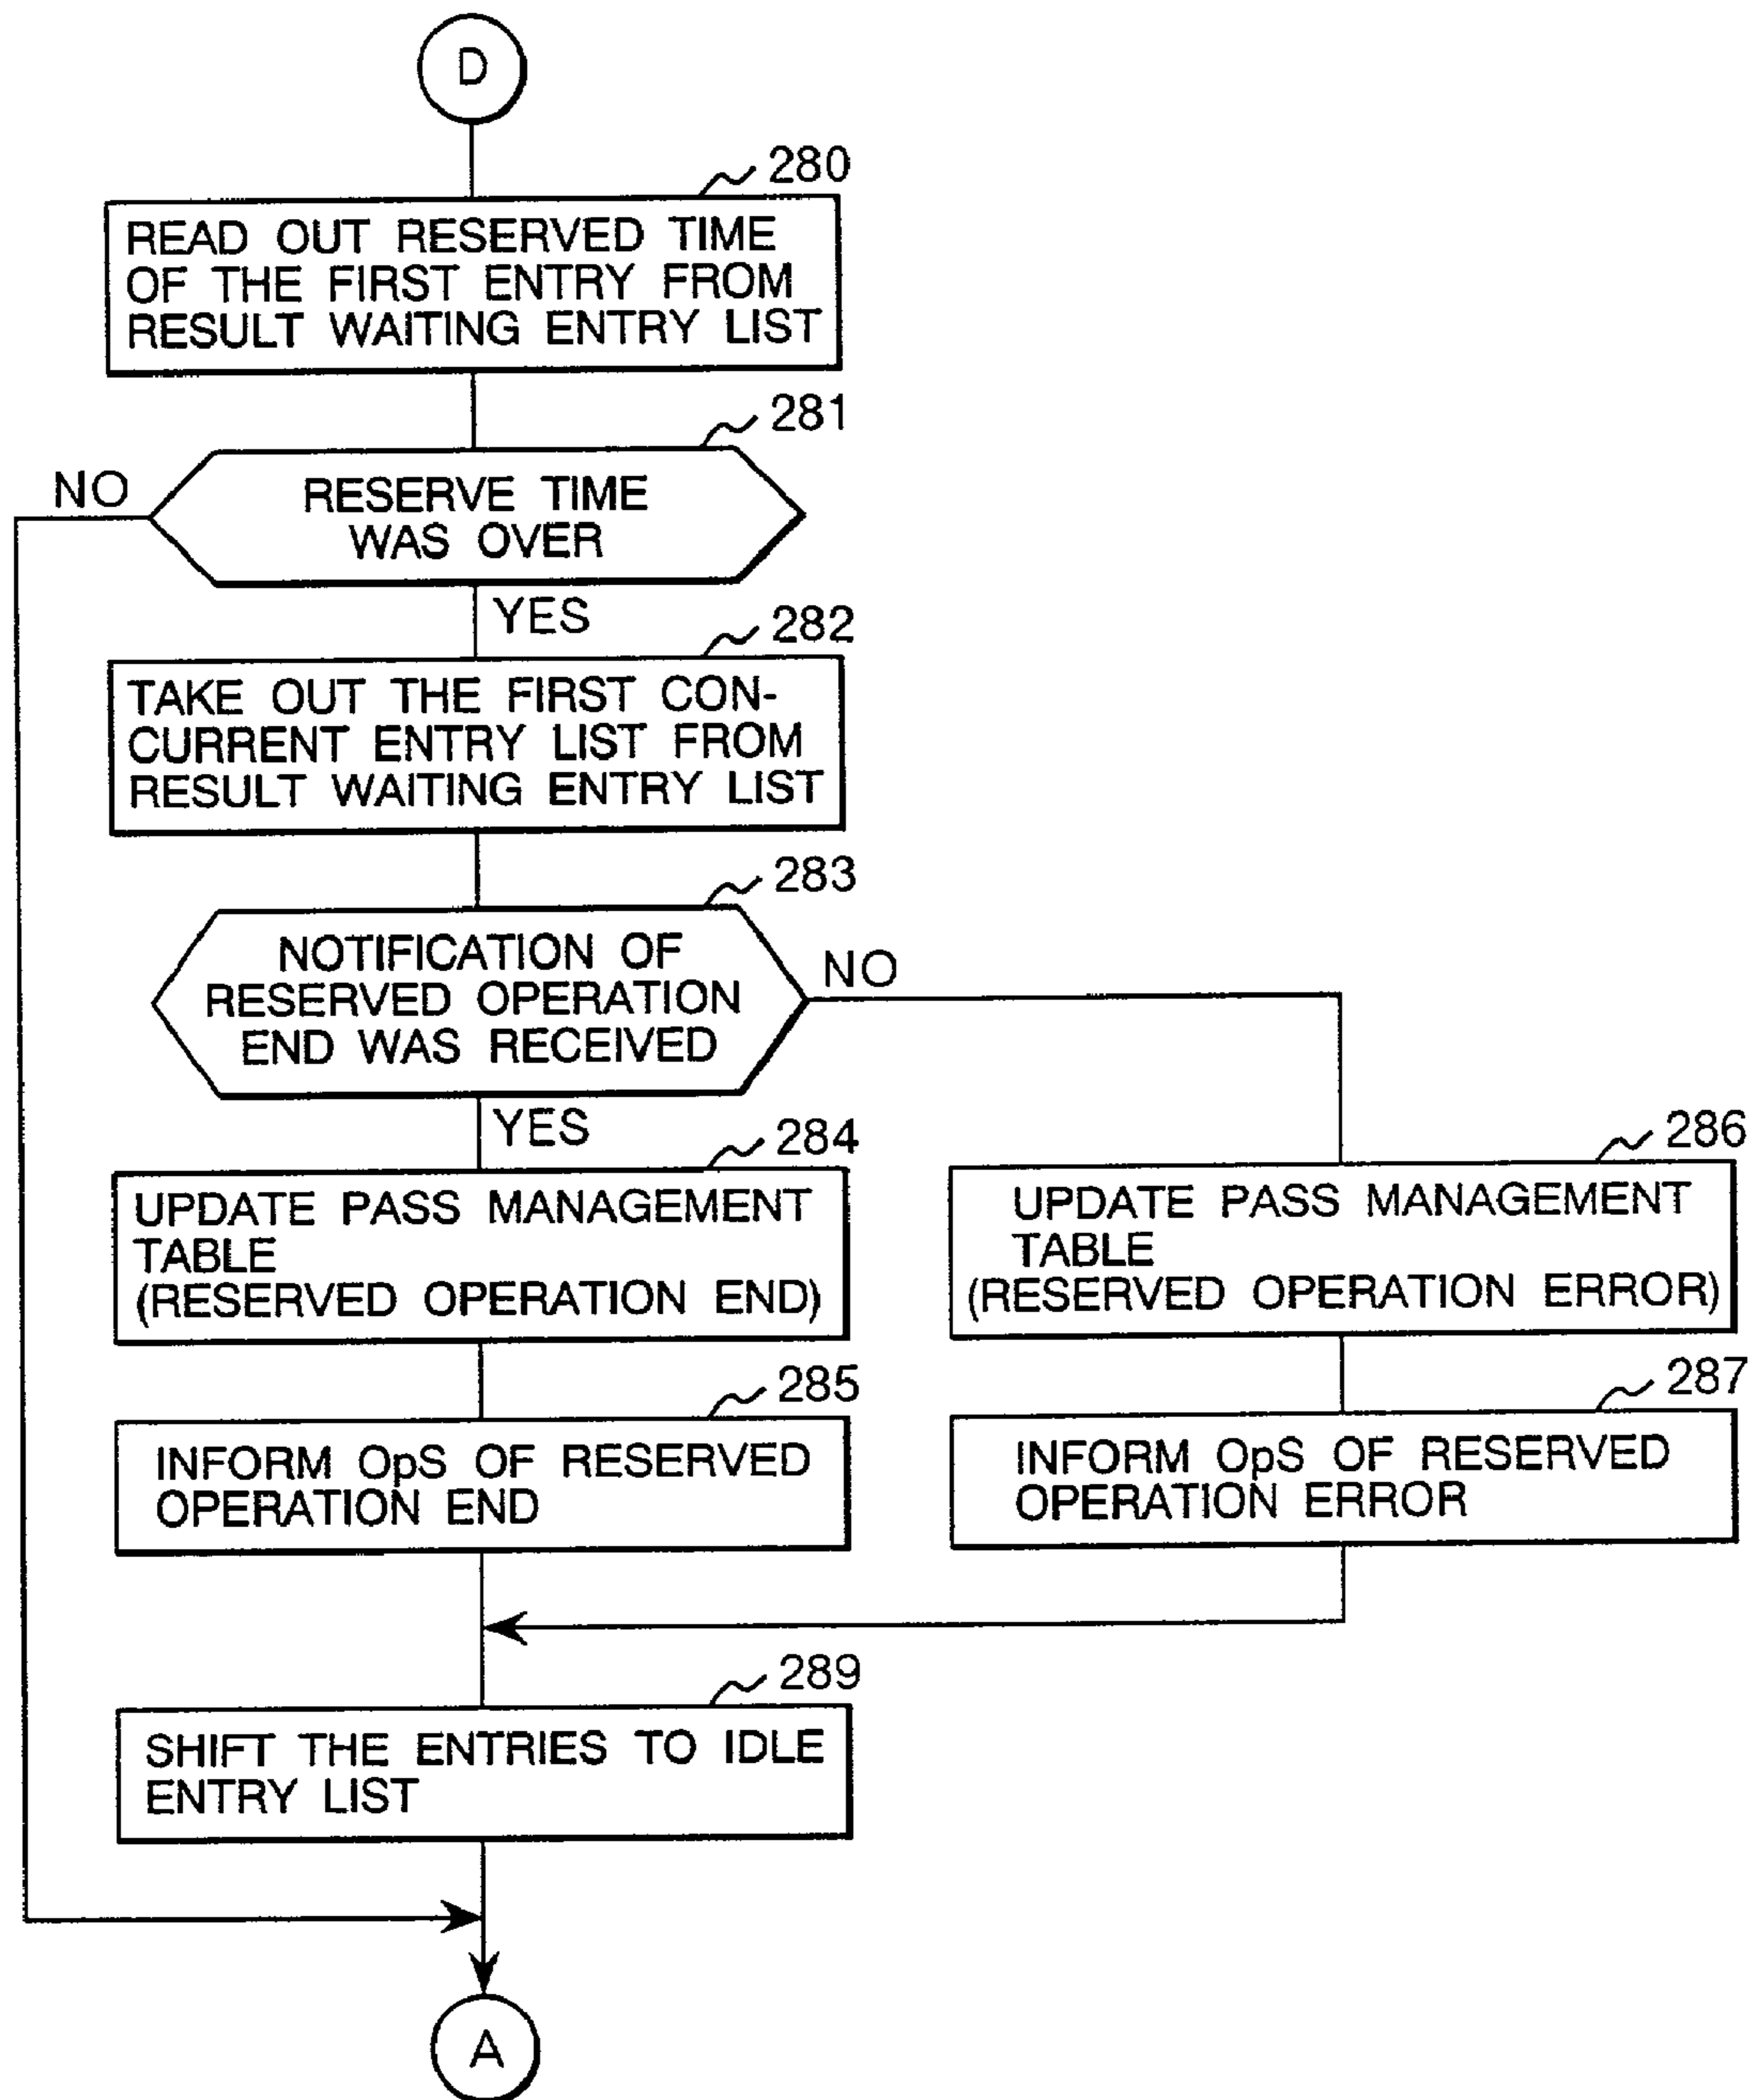 D
280
READ OUT RESERVED TIME
OF THE FIRST ENTRY FROM
RESULT WAITING ENTRY LIST
281
NO
RESERVE TIME
WAS OVER
YES
282
TAKE OUT THE FIRST CON-
CURRENT ENTRY LIST FROM
RESULT WAITING ENTRY LIST
283
NOTIFICATION OF
RESERVED OPERATION
END WAS RECEIVED
NO
YES
284
UPDATE PASS MANAGEMENT
TABLE
(RESERVED OPERATION END)
286
UPDATE PASS MANAGEMENT
TABLE
(RESERVED OPERATION ERROR)
285
INFORM OpS OF RESERVED
OPERATION END
287
INFORM OpS OF RESERVED
OPERATION ERROR
289
SHIFT THE ENTRIES TO IDLE
ENTRY LIST
A